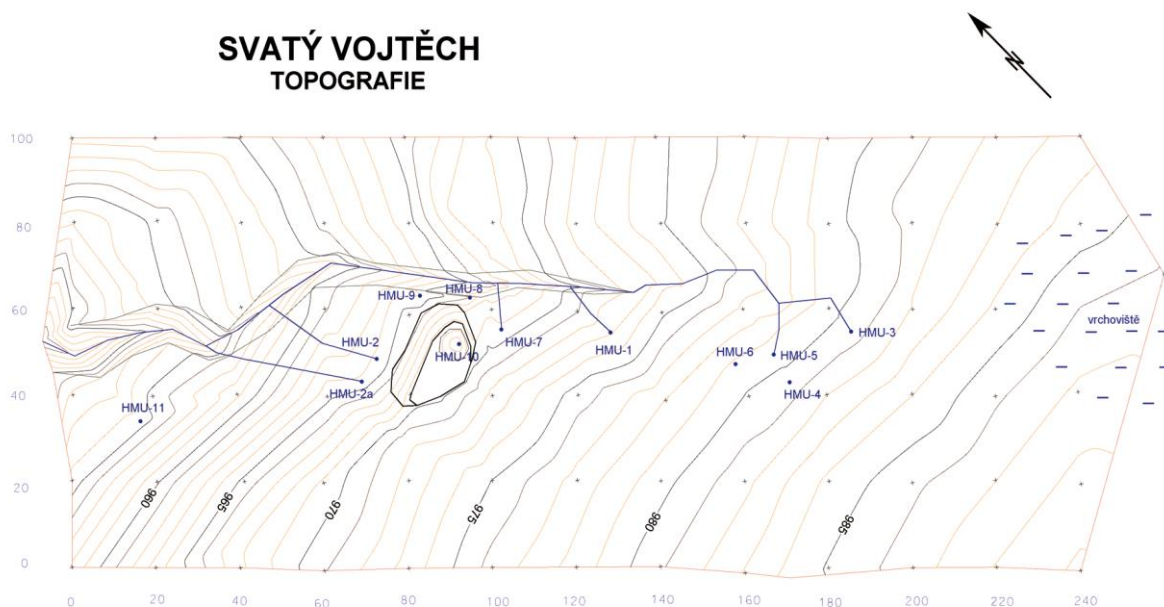 SVATÝ VOJTĚCH
TOPOGRAFIE
N
100
80
60
40
20
0
HMU-9
HMU-8
HMU-2
HMU-10
HMU-7
HMU-1
HMU-3
HMU-6
HMU-5
HMU-4
HMU-2a
HMU-11
vrchoviště
960
965
970
975
980
985
0
20
40
60
80
100
120
140
160
180
200
220
240